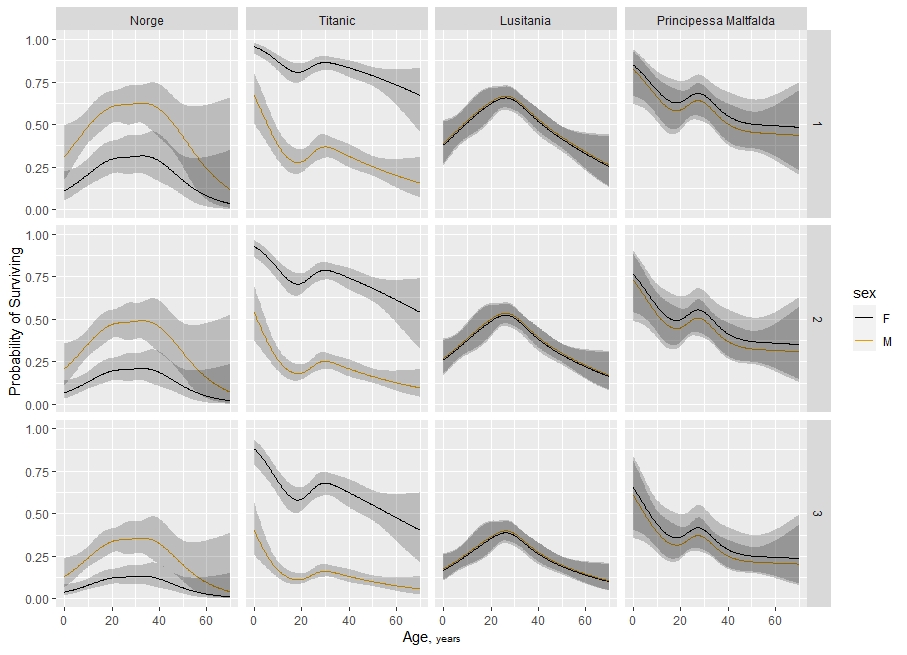 Norge Titanic Lusitania Principessa Maltfalda
1.00
0.75
0.50
0.25
0.00
1
1.00
0.75
0.50
0.25
0.00
2
1.00
0.75
0.50
0.25
0.00
3
0 20 40 60 0 20 40 60 0 20 40 60 0 20 40 60
Age, years
Probability of Surviving
sex
F
M